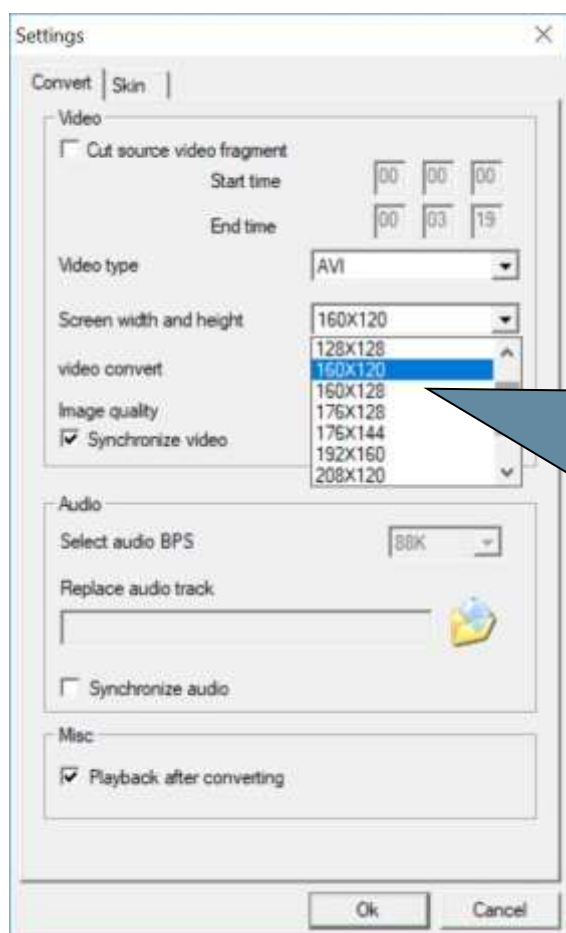 Settings
Convert Skin
Video
Cut source video fragment
Start time 00 00 00
End time 00 03 19
Video type AVI
Screen width and height 160X120
128X128
video convert 160X120
160X128
Image quality 176X128
Synchronize video 176X144
192X160
208X120
Audio
Select audio BPS 88K
Replace audio track
Synchronize audio
Misc
Playback after converting
Ok Cancel